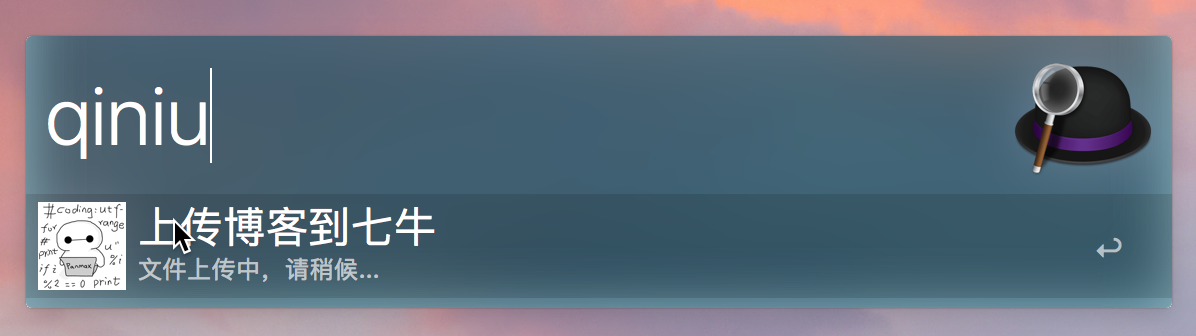 qiniu
上传博客到七牛
文件上传中，请稍候...
#coding:utf-
for
range
#
print
u"
%i
if i
Panmax
%2 == 0 print